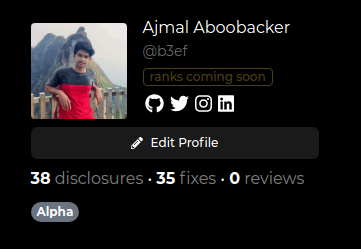 Ajmal Aboobacker
@b3ef
ranks coming soon
Edit Profile
38 disclosures · 35 fixes · 0 reviews
Alpha